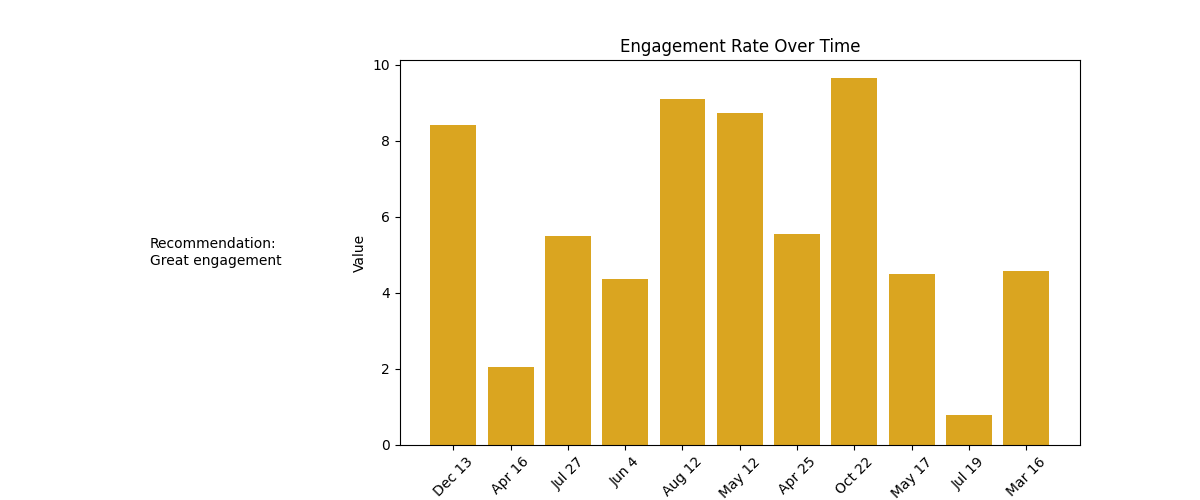 Engagement Rate Over Time
Recommendation:
Great engagement
Value
10
8
6
4
2
0
Dec 13
Apr 16
Jul 27
Jun 4
Aug 12
May 12
Apr 25
Oct 22
May 17
Jul 19
Mar 16